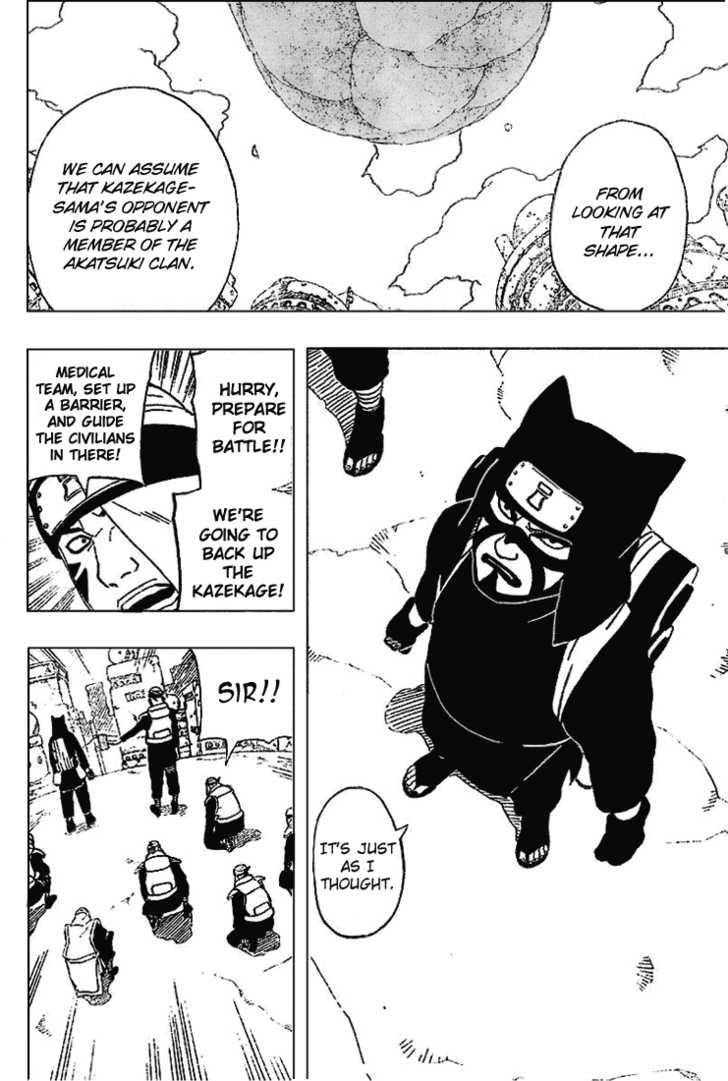 FROM
LOOKING AT
THAT
SHAPE...
WE CAN ASSUME
THAT KAZEKAGE-
SAMA'S OPPONENT
IS PROBABLY A
MEMBER OF THE
AKATSUKI CLAN.
IT'S JUST
AS I
THOUGHT.
HURRY,
PREPARE
FOR
BATTLE!!
WE'RE
GOING TO
BACK UP
THE
KAZEKAGE!
MEDICAL
TEAM, SET UP
A BARRIER,
AND GUIDE
THE CIVILIANS
IN THERE!
SIR!!